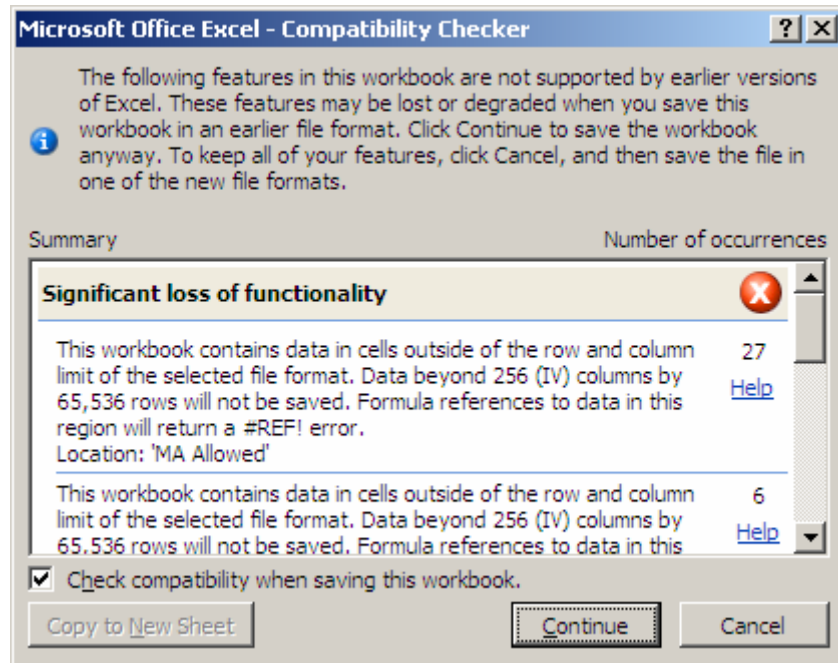 Microsoft Office Excel - Compatibility Checker
The following features in this workbook are not supported by earlier versions
of Excel. These features may be lost or degraded when you save this
workbook in an earlier file format. Click Continue to save the workbook
anyway. To keep all of your features, click Cancel, and then save the file in
one of the new file formats.
Summary Number of occurrences
Significant loss of functionality
This workbook contains data in cells outside of the row and column 27
limit of the selected file format. Data beyond 256 (IV) columns by Help
65,536 rows will not be saved. Formula references to data in this
region will return a #REF! error.
Location: 'MA Allowed'
This workbook contains data in cells outside of the row and column 6
limit of the selected file format. Data beyond 256 (IV) columns by Help
65,536 rows will not be saved. Formula references to data in this
Check compatibility when saving this workbook.
Copy to New Sheet Continue Cancel